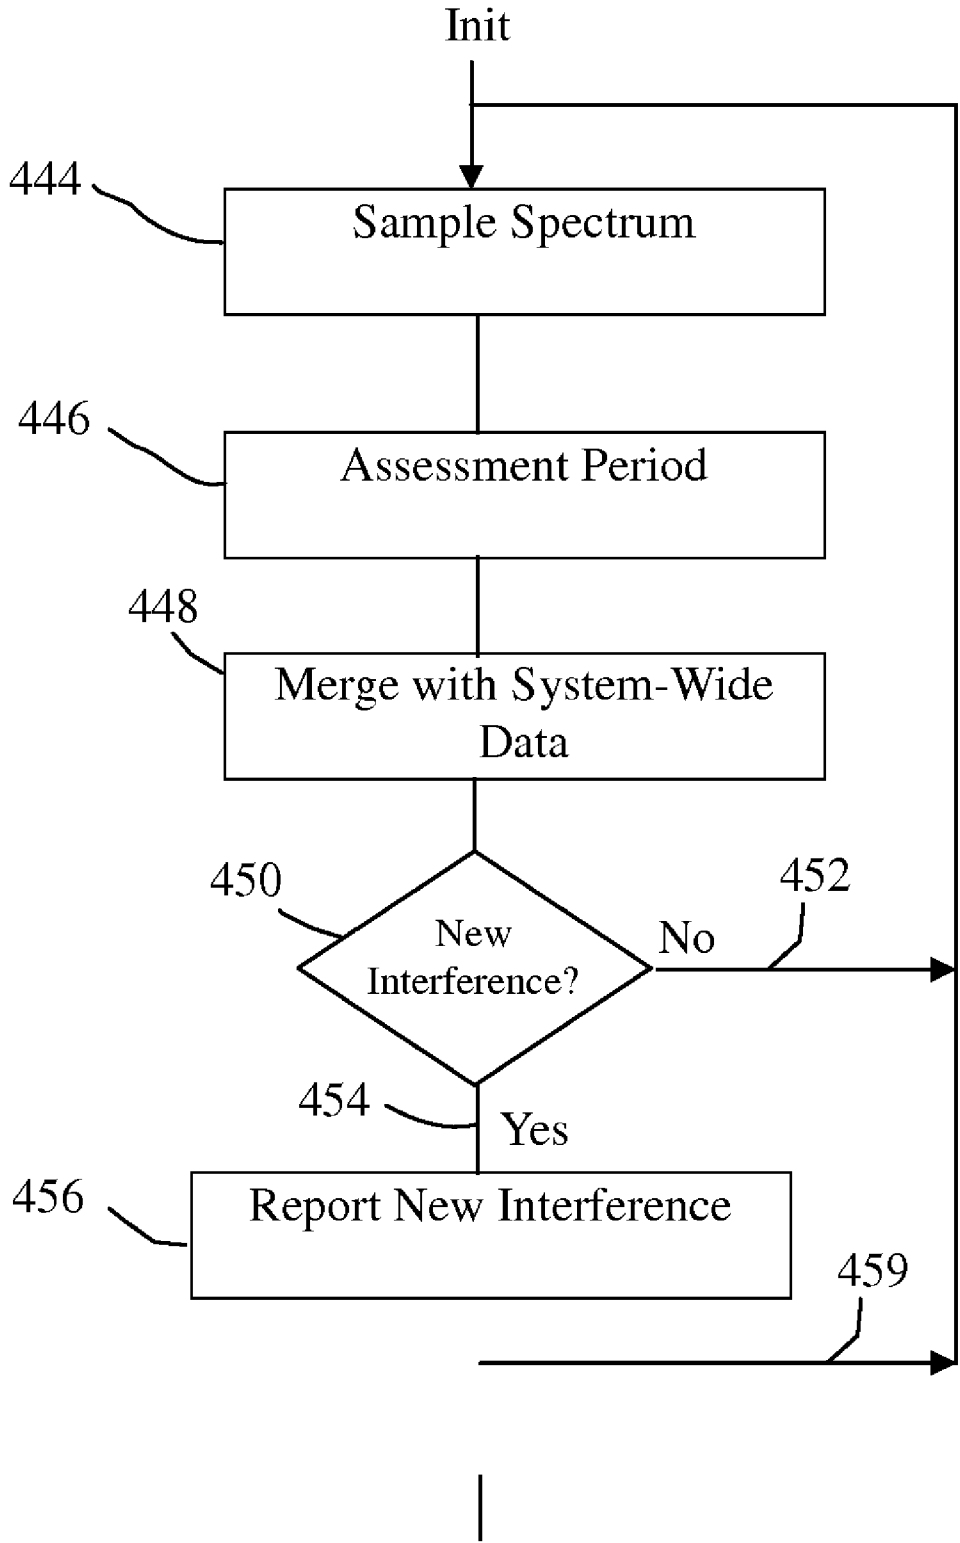 Init
444
Sample Spectrum
446
Assessment Period
448
Merge with System-Wide
Data
450
New
Interference?
No
452
454
Yes
456
Report New Interference
459